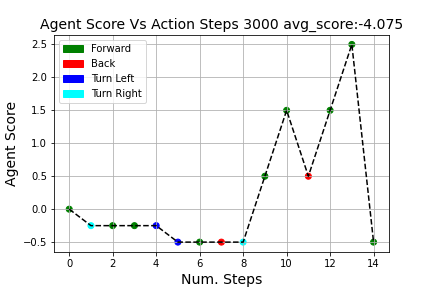 Agent Score Vs Action Steps 3000 avg_score:-4.075
Forward
Back
Turn Left
Turn Right
Agent Score
2.5
2.0
1.5
1.0
0.5
0.0
−0.5
0 2 4 6 8 10 12 14
Num. Steps